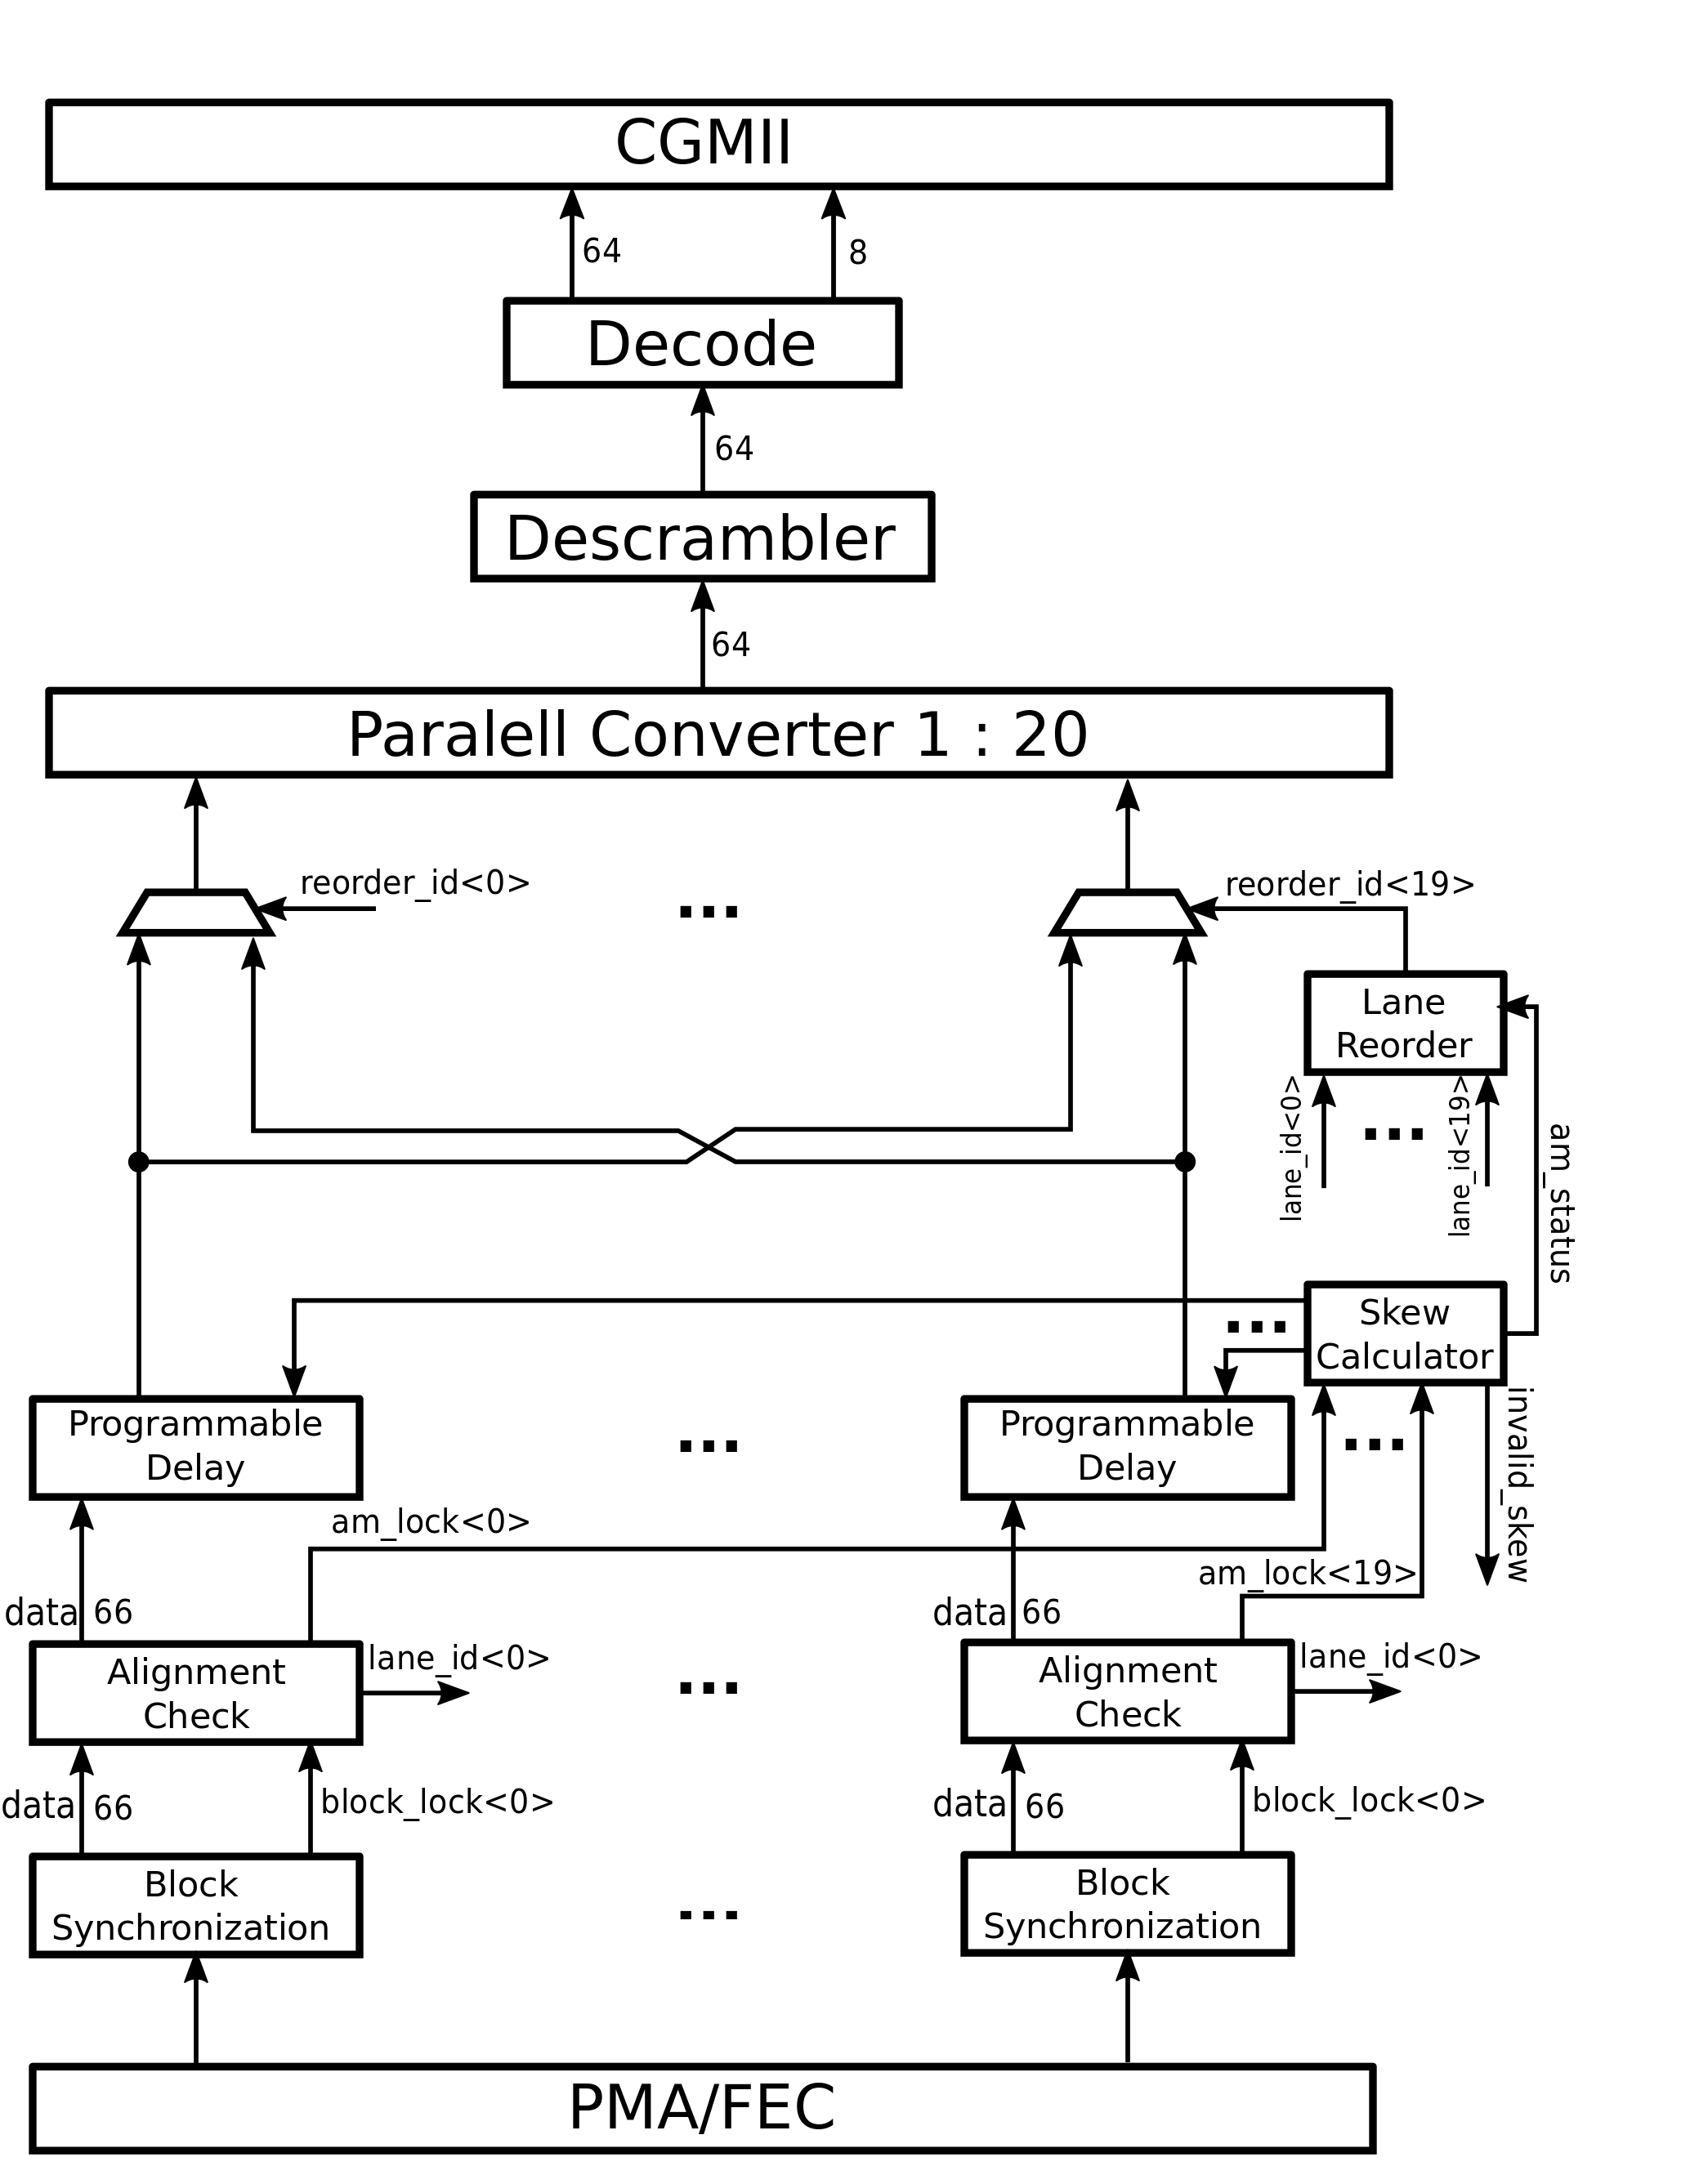 CGMII
64
8
Decode
64
Descrambler
64
Paralell Converter 1 : 20
reorder_id<0>
...
reorder_id<19>
Lane
Reorder
lane_id<0>
...
lane_id<19>
am_status
Skew
Calculator
...
Programmable
Delay
...
Programmable
Delay
...
invalid_skew
am_lock<0>
am_lock<19>
data 66
data 66
Alignment
Check
lane_id<0>
...
Alignment
Check
lane_id<0>
data 66
block_lock<0>
data 66
block_lock<0>
Block
Synchronization
...
Block
Synchronization
PMA/FEC